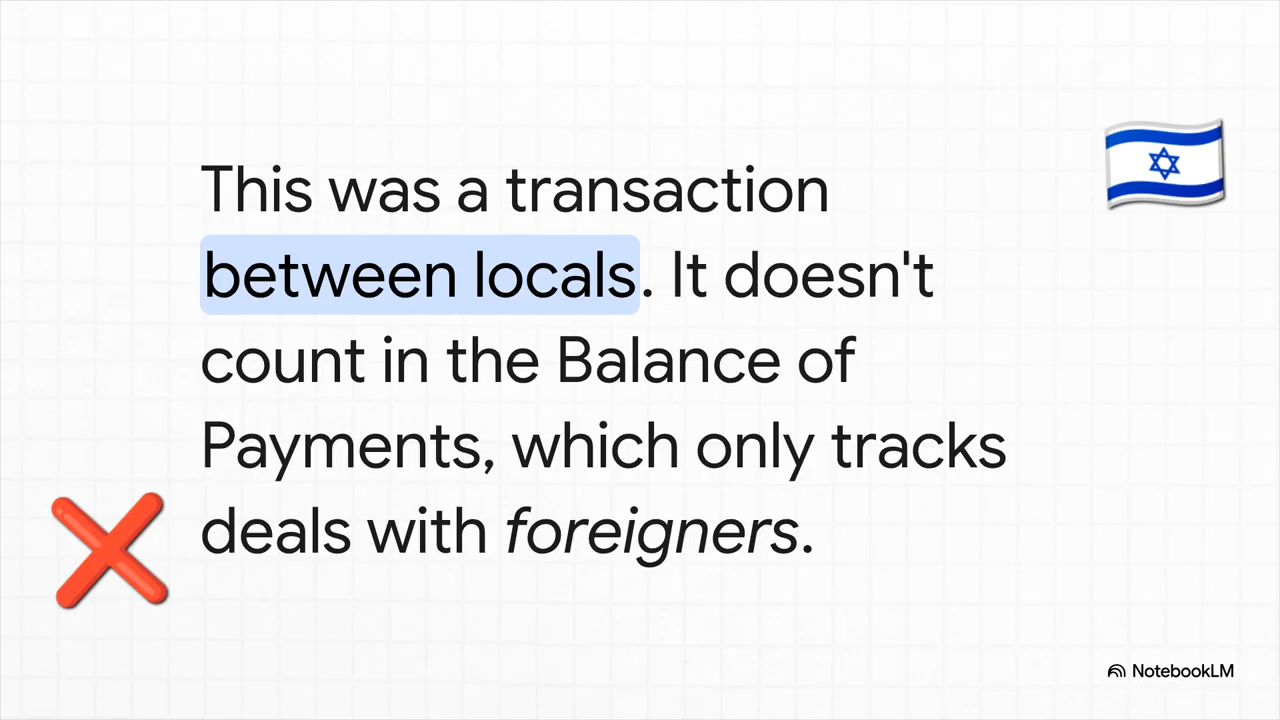 This was a transaction
between locals. It doesn't
count in the Balance of
Payments, which only tracks
deals with foreigners.
NotebookLM